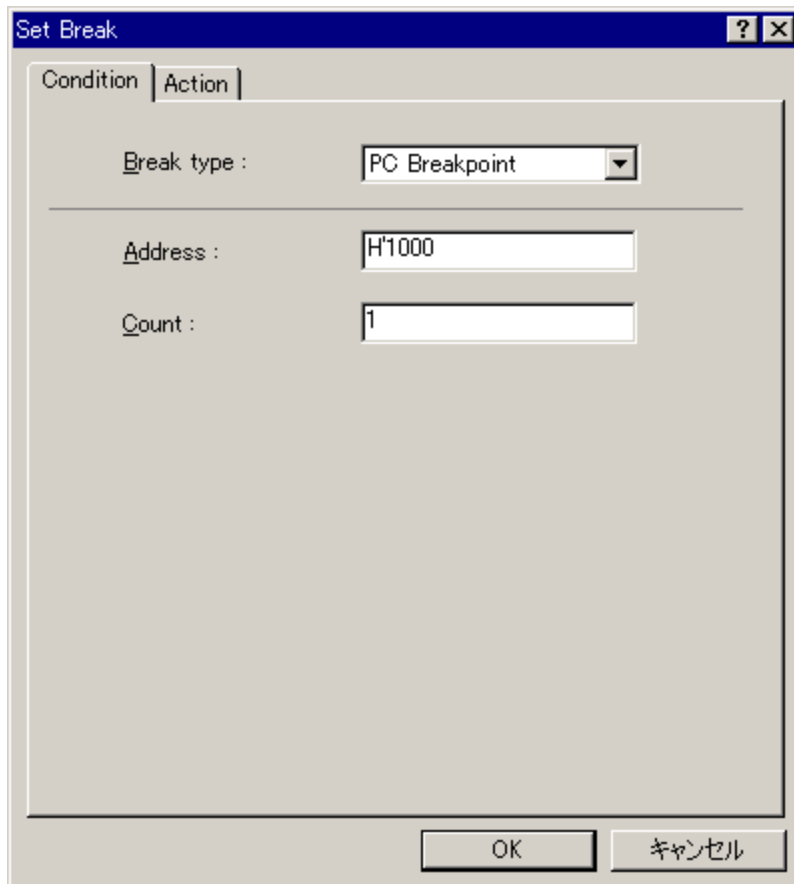 Set Break
Condition Action
Break type : PC Breakpoint
Address : H'1000
Count : 1
OK キャンセル